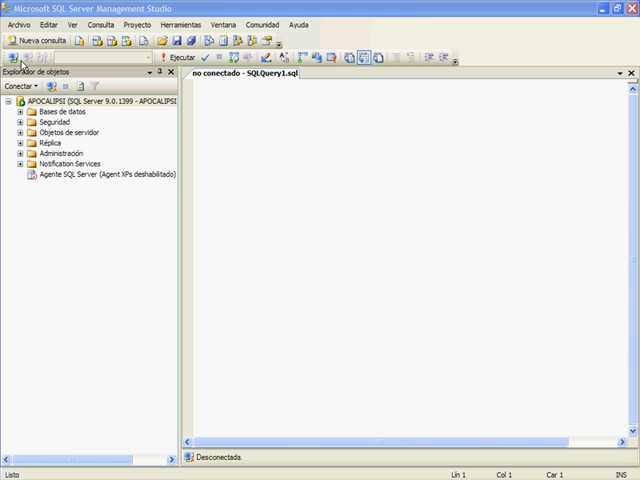 Microsoft SQL Server Management Studio
Archivo Editar Ver Consulta Proyecto Herramientas Ventana Comunidad Ayuda
Nueva consulta
Ejecutar
Explorador de objetos
no conectado - SQLQuery1.sql
Conectar
APOCALIPSI (SQL Server 9.0.1399 - APOCALIPSI
Bases de datos
Seguridad
Objetos de servidor
Réplica
Administración
Notification Services
Agente SQL Server (Agent XPs deshabilitado)
Desconectada.
Listo Lín 1 Col 1 Car 1 INS